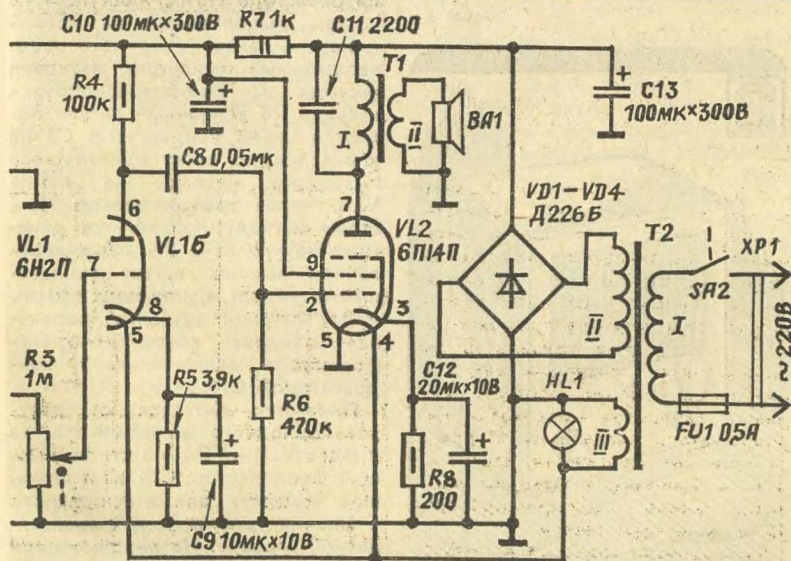 C10 100мк×300В
R7 1к
C11 2200
T1
R4
100к
+
I
II
BA1
+
C13
100мк×300В
C8 0,05мк
6
7
VL2
6П14П
VD1–VD4
Д226Б
T2
XP1
VL1
6Н2П
VL1б
7
9
2
3
8
5
5
4
II
I
SA2
~220В
R3
1м
R5 3,9к
R6
470к
C12
20мк×10В
HL1
III
FU1 0,5А
+
+
R8
200
C9 10мк×10В